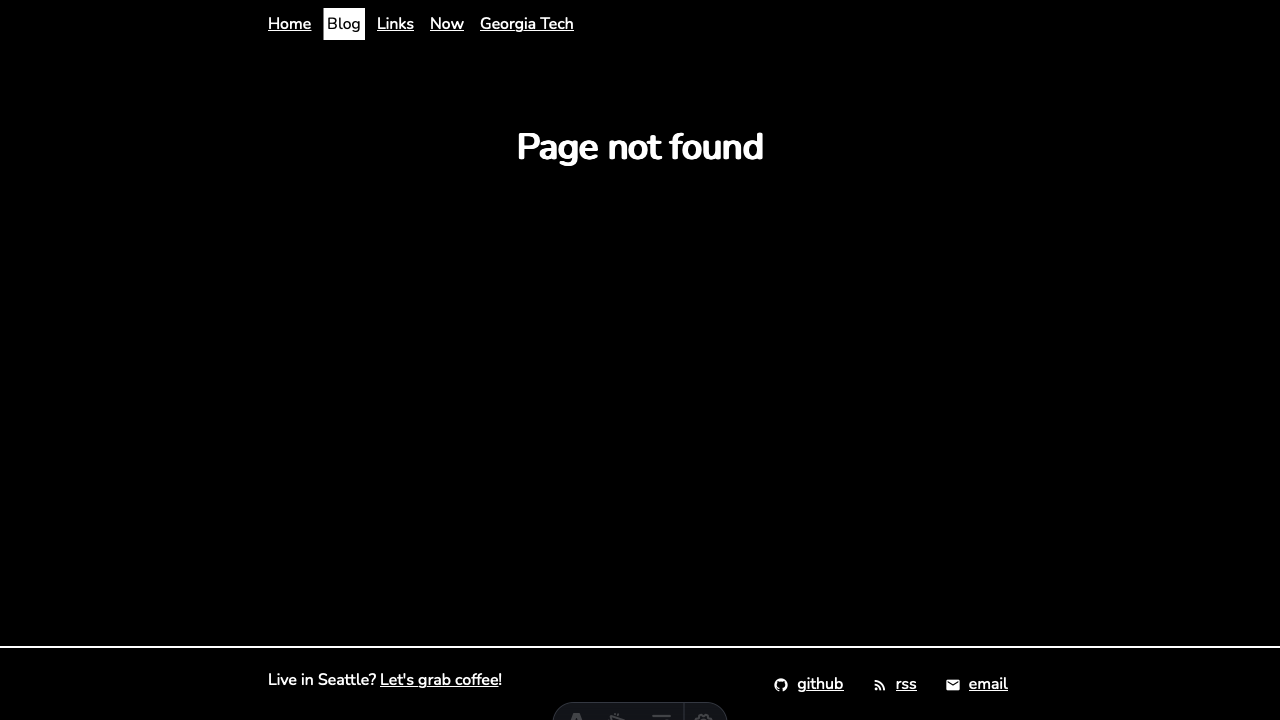 Home Blog Links Now Georgia Tech
Page not found
Live in Seattle? Let's grab coffee!
github rss email